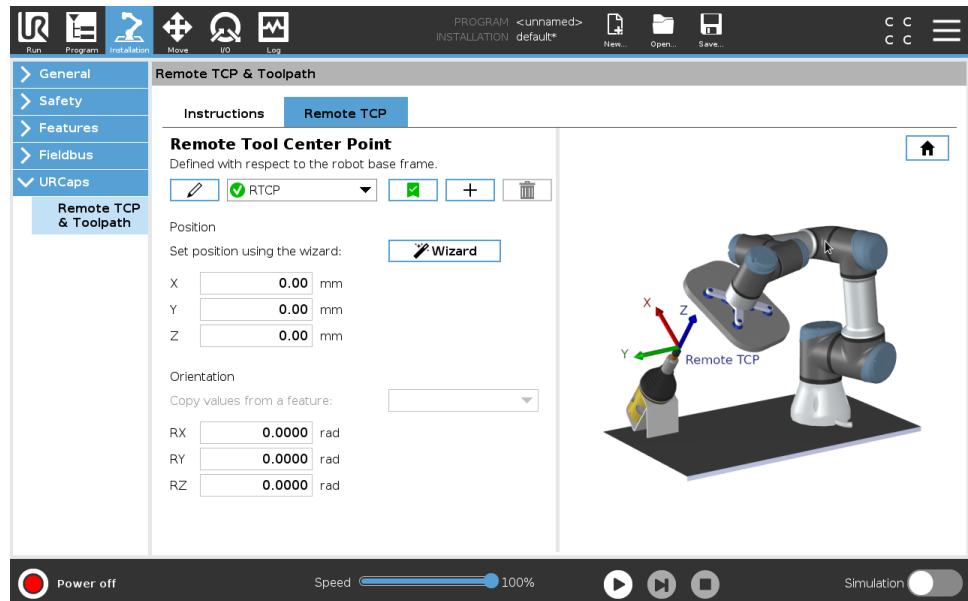 PROGRAM <unnamed>
INSTALLATION default*
UR
Run
Program
Installation
Move
I/O
Log
New...
Open...
Save...
C C
C C
General
Safety
Features
Fieldbus
URCaps
Remote TCP
& Toolpath
Remote TCP & Toolpath
Instructions
Remote TCP
Remote Tool Center Point
Defined with respect to the robot base frame.
RTCP
Position
Set position using the wizard:
Wizard
X 0.00 mm
Y 0.00 mm
Z 0.00 mm
Orientation
Copy values from a feature:
RX 0.0000 rad
RY 0.0000 rad
RZ 0.0000 rad
X
Z
Y
Remote TCP
Power off
Speed
100%
Simulation